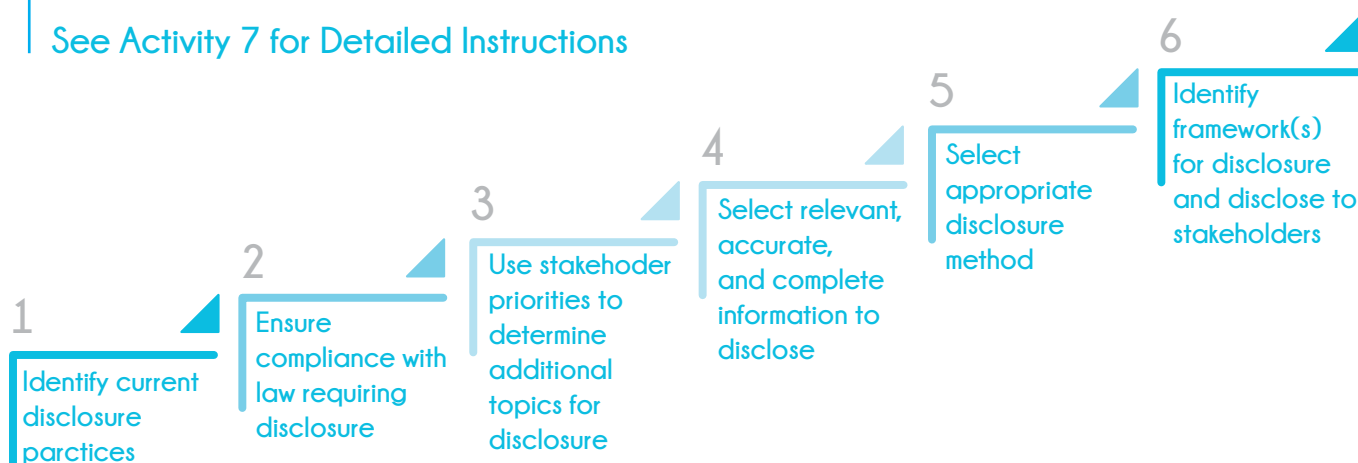 See Activity 7 for Detailed Instructions
1
Identify current
disclosure
parctices
2
Ensure
compliance with
law requiring
disclosure
3
Use stakehoder
priorities to
determine
additional
topics for
disclosure
4
Select relevant,
accurate,
and complete
information to
disclose
5
Select
appropriate
disclosure
method
6
Identify
framework(s)
for disclosure
and disclose to
stakeholders